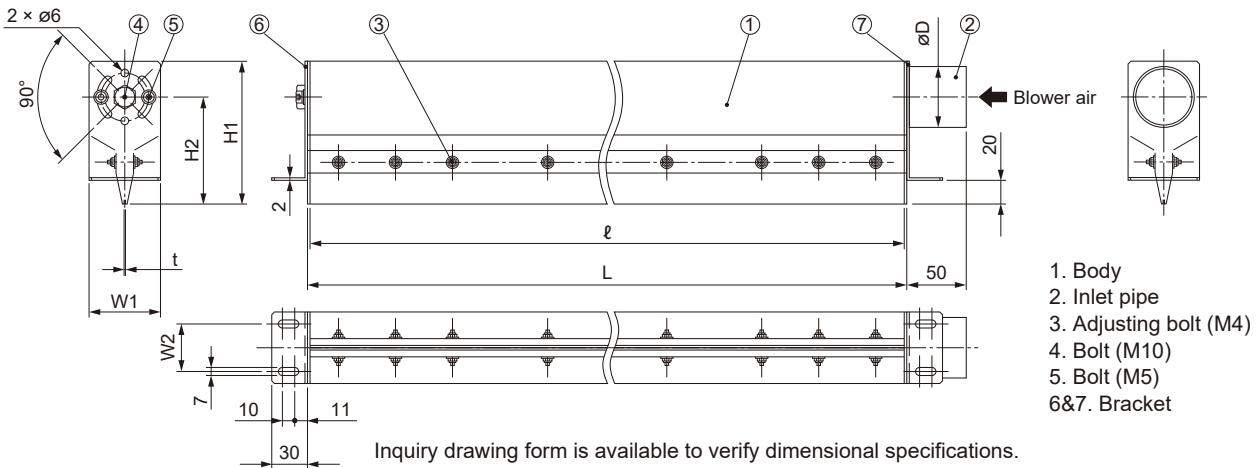 2 × ø6
④
⑤
⑥
③
①
⑦
øD
②
90°
H2
H1
Blower air
2
20
ℓ
t
L
50
W1
W2
7
10
11
30
1. Body
2. Inlet pipe
3. Adjusting bolt (M4)
4. Bolt (M10)
5. Bolt (M5)
6&7. Bracket
Inquiry drawing form is available to verify dimensional specifications.